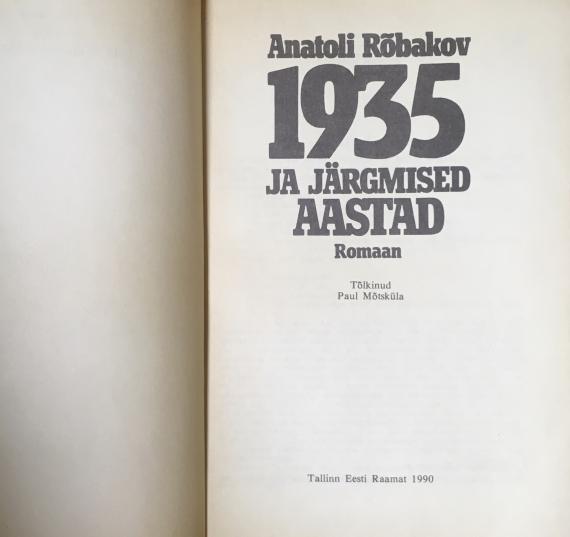 Anatoli Rõbakov
1935
JA JÄRGMISED
AASTAD
Romaan
Tõlkinud
Paul Mõtsküla
Tallinn Eesti Raamat 1990